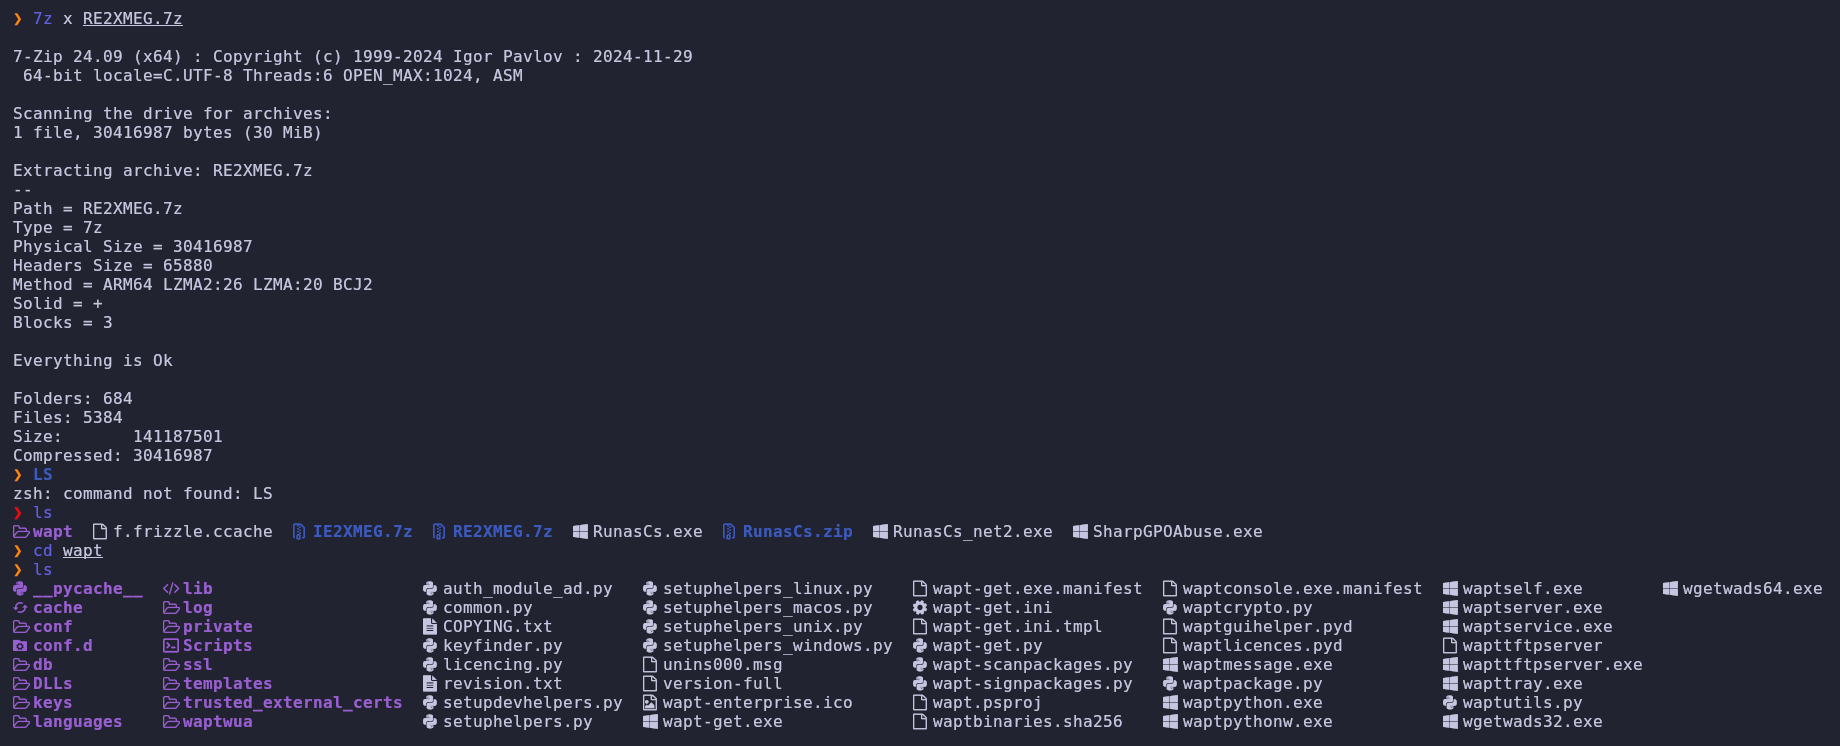 ❯ 7z x RE2XMEG.7z
7-Zip 24.09 (x64) : Copyright (c) 1999-2024 Igor Pavlov : 2024-11-29
64-bit locale=C.UTF-8 Threads:6 OPEN_MAX:1024, ASM
Scanning the drive for archives:
1 file, 30416987 bytes (30 MiB)
Extracting archive: RE2XMEG.7z
--
Path = RE2XMEG.7z
Type = 7z
Physical Size = 30416987
Headers Size = 65880
Method = ARM64 LZMA2:26 LZMA:20 BCJ2
Solid = +
Blocks = 3
Everything is Ok
Folders: 684
Files: 5384
Size:       141187501
Compressed: 30416987
❯ LS
zsh: command not found: LS
❯ ls
wapt f.frizzle.ccache IE2XMEG.7z RE2XMEG.7z RunasCs.exe RunasCs.zip RunasCs_net2.exe SharpGPOAbuse.exe
❯ cd wapt
❯ ls
__pycache__ lib auth_module_ad.py setuphelpers_linux.py wapt-get.exe.manifest waptconsole.exe.manifest waptself.exe wgetwads64.exe
cache log common.py setuphelpers_macos.py wapt-get.ini waptcrypto.py waptserver.exe
conf private COPYING.txt setuphelpers_unix.py wapt-get.ini.tmpl waptguihelper.pyd waptservice.exe
conf.d Scripts keyfinder.py setuphelpers_windows.py wapt-get.py waptlicences.pyd wapttftpserver
db ssl licencing.py unins000.msg wapt-scanpackages.py waptmessage.exe wapttftpserver.exe
DLLs templates revision.txt version-full wapt-signpackages.py waptpackage.py wapttray.exe
keys trusted_external_certs setupdevhelpers.py wapt-enterprise.ico wapt.psproj waptpython.exe waptutils.py
languages waptwua setuphelpers.py wapt-get.exe waptbinaries.sha256 waptpythonw.exe wgetwads32.exe